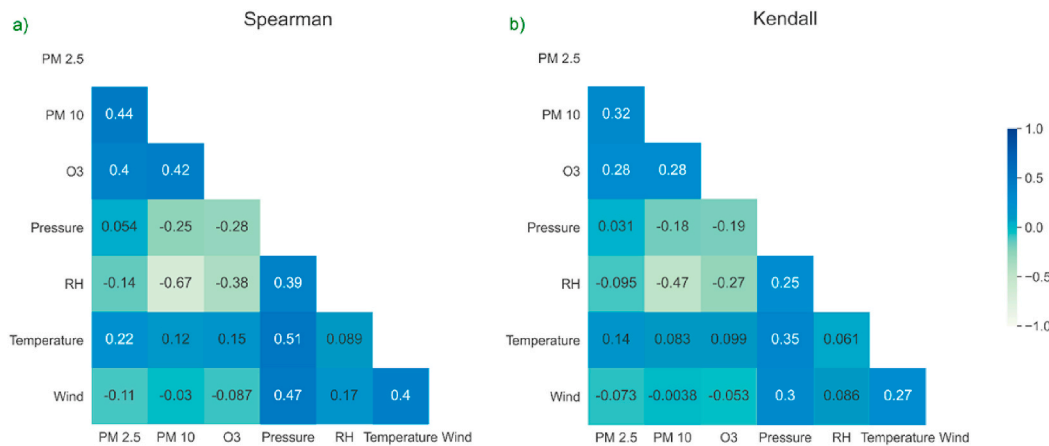 a) Spearman
b) Kendall
PM 2.5
PM 10 0.44
O3 0.4 0.42
Pressure 0.054 -0.25 -0.28
RH -0.14 -0.67 -0.38 0.39
Temperature 0.22 0.12 0.15 0.51 0.089
Wind -0.11 -0.03 -0.087 0.47 0.17 0.4
PM 2.5 PM 10 O3 Pressure RH Temperature Wind
PM 2.5
PM 10 0.32
O3 0.28 0.28
Pressure 0.031 -0.18 -0.19
RH -0.095 -0.47 -0.27 0.25
Temperature 0.14 0.083 0.099 0.35 0.061
Wind -0.073 -0.0038 -0.053 0.3 0.086 0.27
PM 2.5 PM 10 O3 Pressure RH Temperature Wind
1.0
0.5
0.0
-0.5
-1.0